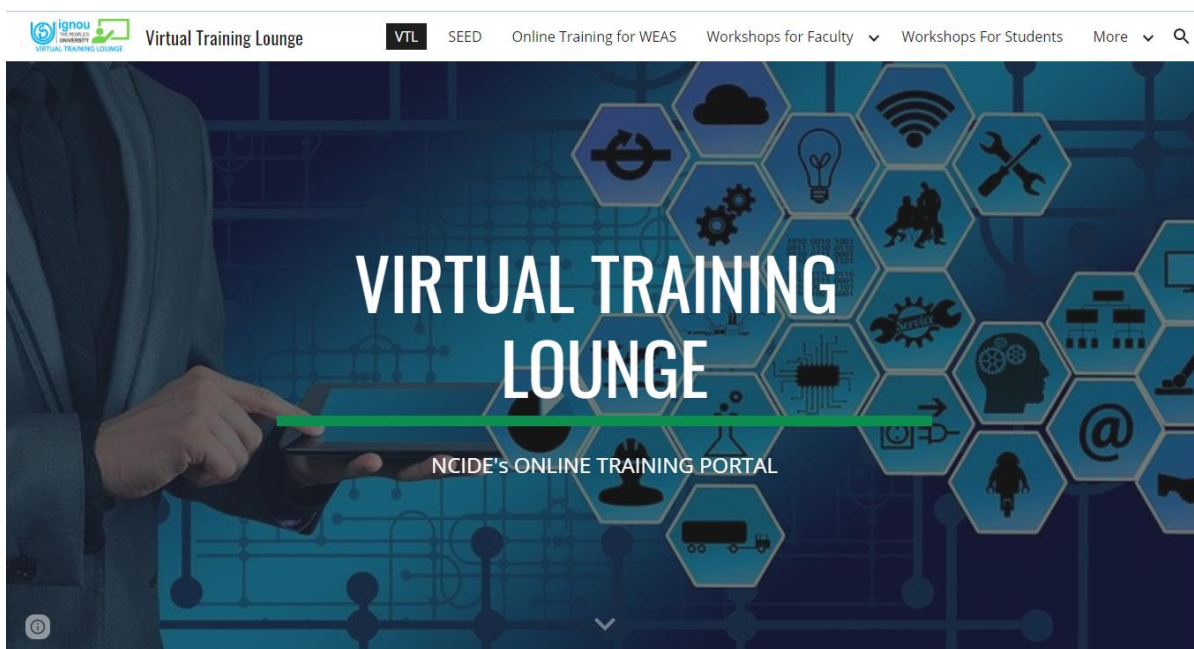 ignou
THE PEOPLE'S
UNIVERSITY
VIRTUAL TRAINING LOUNGE
Virtual Training Lounge
VTL
SEED
Online Training for WEAS
Workshops for Faculty
Workshops For Students
More
VIRTUAL TRAINING
LOUNGE
NCIDE's ONLINE TRAINING PORTAL
Service
@